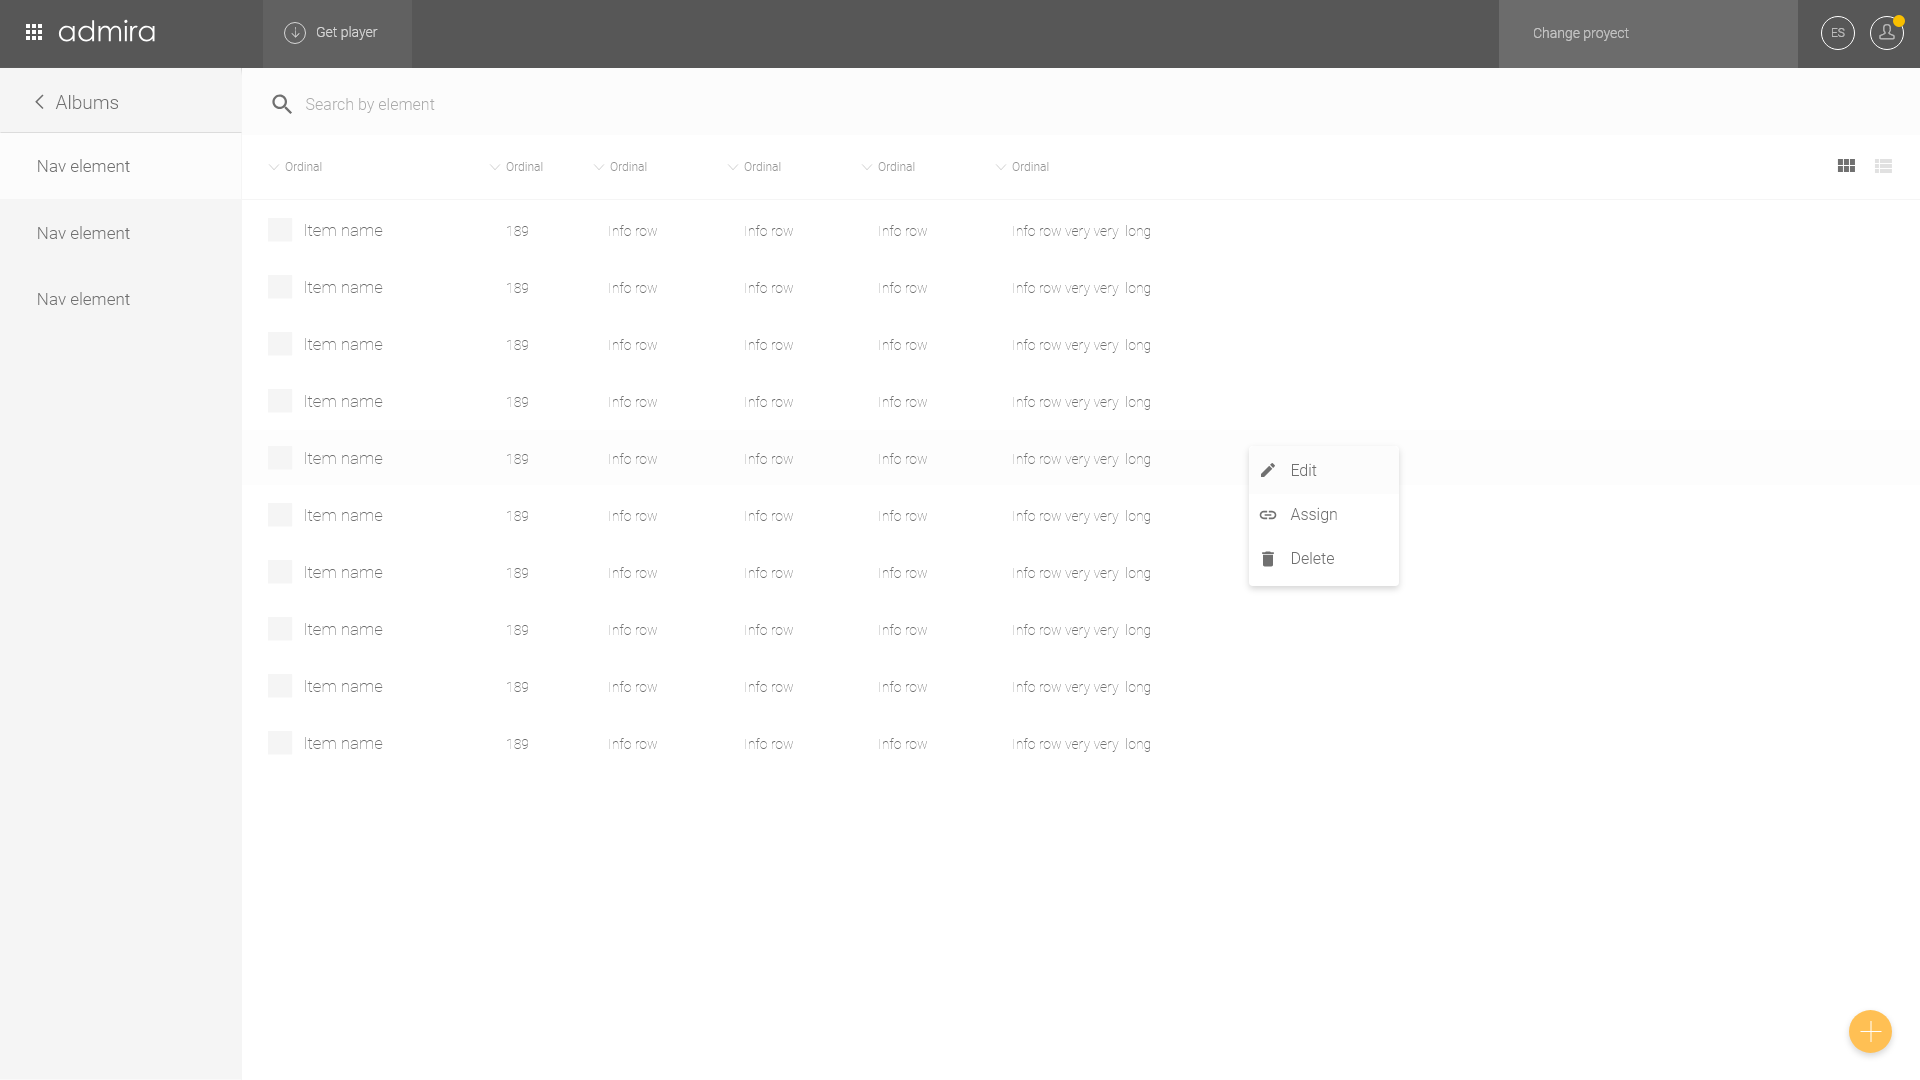 admira
Get player
Change proyect
ES
Albums
Search by element
Nav element
Nav element
Nav element
Ordinal Ordinal Ordinal Ordinal Ordinal Ordinal
Item name 189 Info row Info row Info row Info row very very long
Item name 189 Info row Info row Info row Info row very very long
Item name 189 Info row Info row Info row Info row very very long
Item name 189 Info row Info row Info row Info row very very long
Item name 189 Info row Info row Info row Info row very very long
Item name 189 Info row Info row Info row Info row very very long
Item name 189 Info row Info row Info row Info row very very long
Item name 189 Info row Info row Info row Info row very very long
Item name 189 Info row Info row Info row Info row very very long
Item name 189 Info row Info row Info row Info row very very long
Edit
Assign
Delete